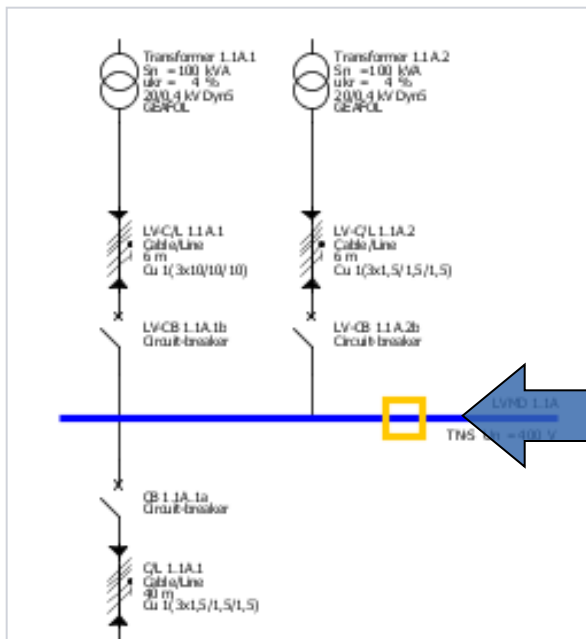 Transformer 1.1A.1
Sn =100 kVA
ukr = 4 %
20/0,4 kV Dyn5
GEAFOL
Transformer 1.1A.2
Sn =100 kVA
ukr = 4 %
20/0,4 kV Dyn5
GEAFOL
LV-C/L 1.1A.1
Cable/Line
6 m
Cu 1(3x10/10/10)
LV-C/L 1.1A.2
Cable/Line
6 m
Cu 1(3x1,5/1,5/1,5)
LV-CB 1.1A.1b
Circuit-breaker
LV-CB 1.1A.2b
Circuit-breaker
LVMD 1.1A
TN-S Un = 400 V
CB 1.1A.1a
Circuit-breaker
C/L 1.1A.1
Cable/Line
40 m
Cu 1(3x1,5/1,5/1,5)